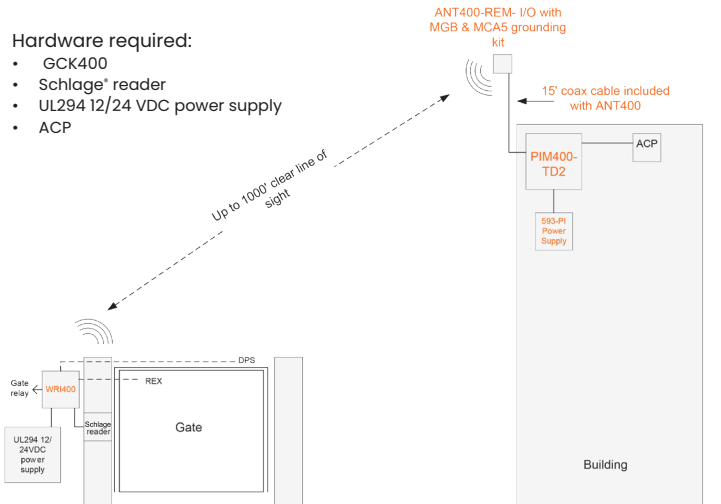 Hardware required:
• GCK400
• Schlage® reader
• UL294 12/24 VDC power supply
• ACP
ANT400-REM- I/O with
MGB & MCA5 grounding
kit
15' coax cable included
with ANT400
PIM400-
TD2
ACP
593-PI
Power
Supply
Up to 1000' clear line of
sight
DPS
REX
Gate
relay
WRI400
Schlage
reader
UL294 12/
24VDC
power
supply
Gate
Building